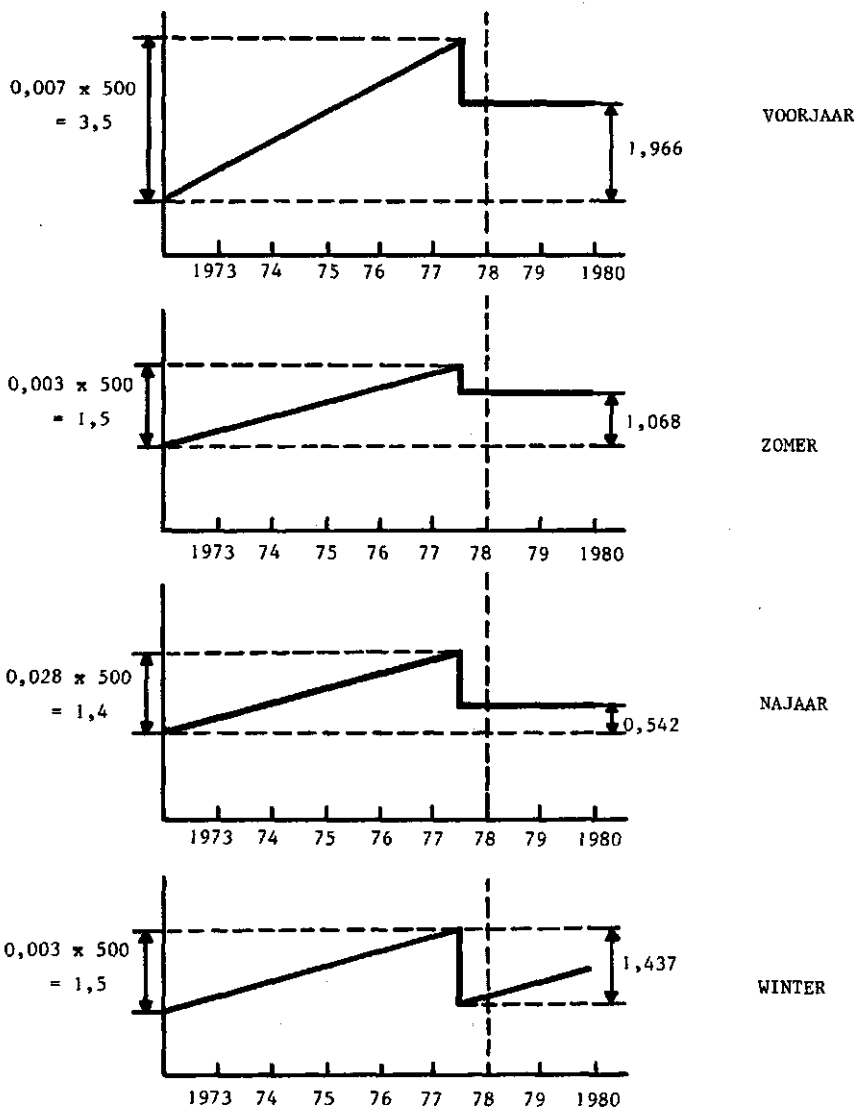 0,007 x 500
= 3,5
1,966
VOORJAAR
1973 74 75 76 77 78 79 1980
0,003 x 500
= 1,5
1,068
ZOMER
1973 74 75 76 77 78 79 1980
0,028 x 500
= 1,4
0,542
NAJAAR
1973 74 75 76 77 78 79 1980
0,003 x 500
= 1,5
1,437
WINTER
1973 74 75 76 77 78 79 1980